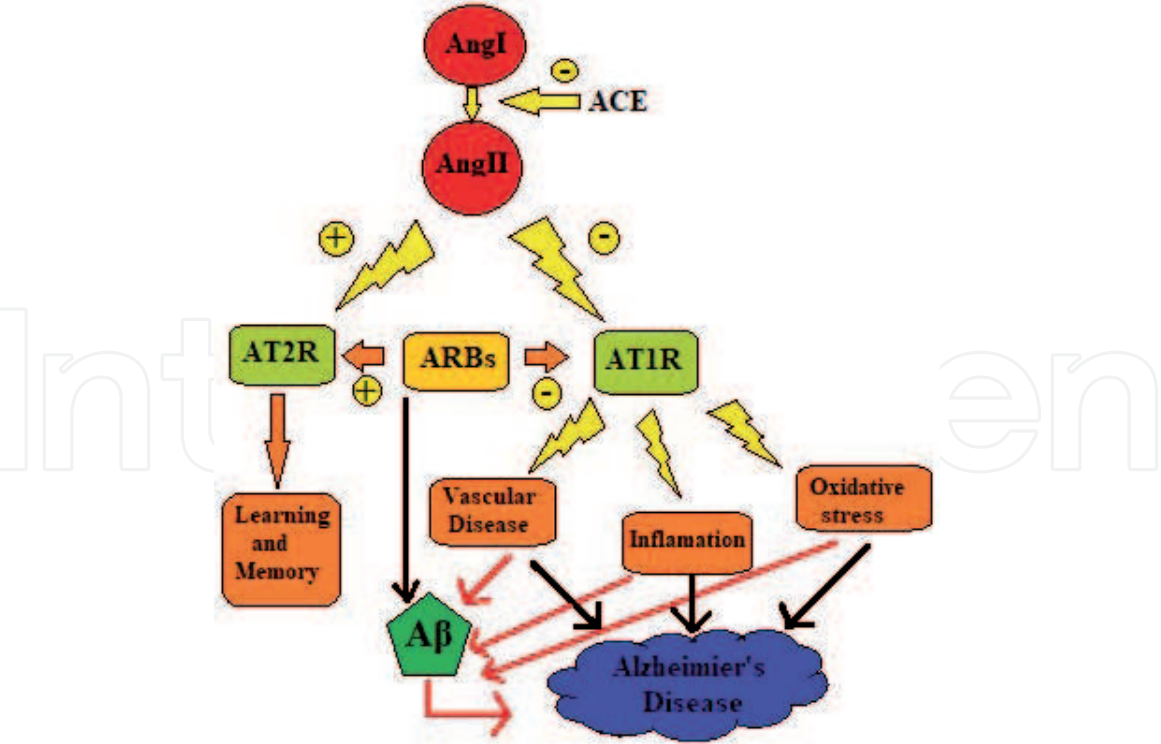 AngI
-
ACE
AngII
+
-
AT2R
ARBs
AT1R
+
-
Vascular
Disease
Oxidative
stress
Learning
and
Memory
Inflamation
Aβ
Alzheimier's
Disease